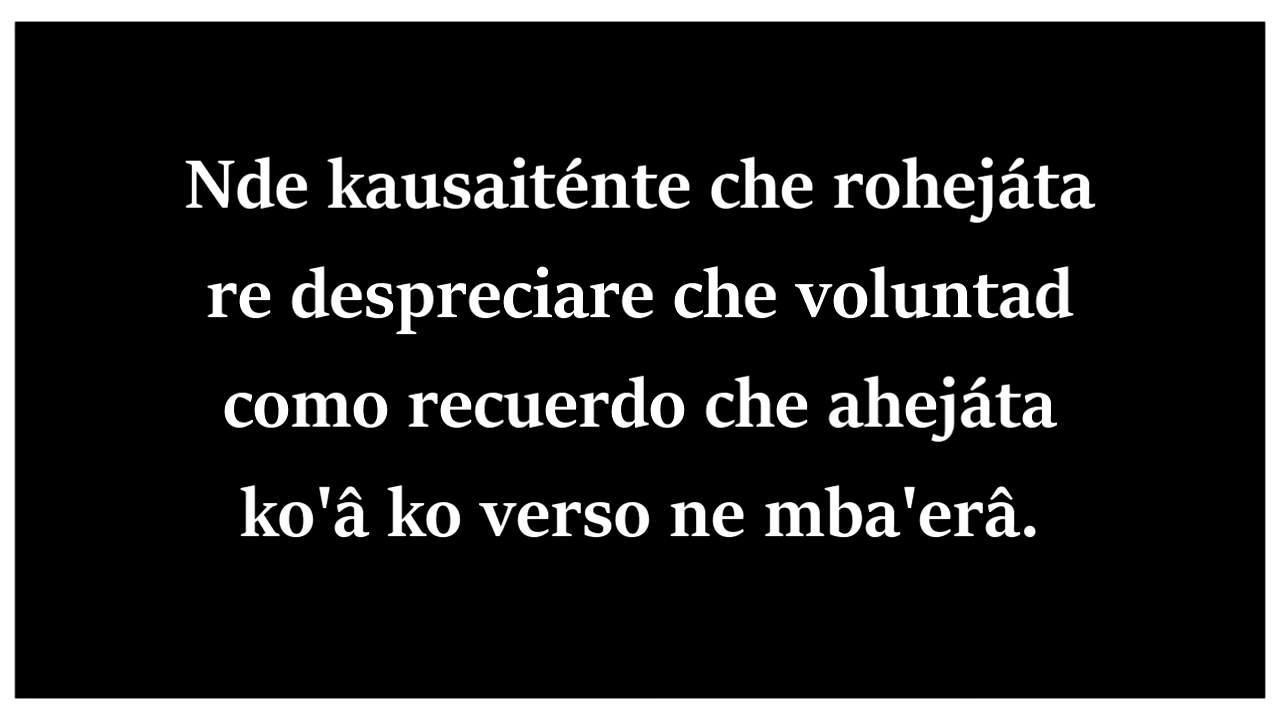 Nde kausaiténte che rohejáta
re despreciare che voluntad
como recuerdo che ahejáta
ko'â ko verso ne mba'erâ.